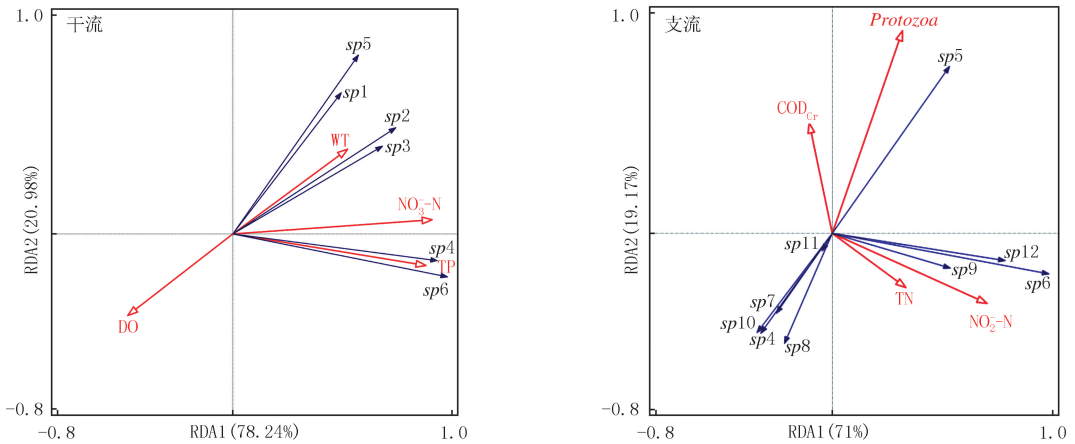 1.0
干流
sp5
sp1
sp2
WT
sp3
NO₃⁻-N
sp4
TP
sp6
DO
RDA2(20.98%)
-0.8
-0.8
RDA1(78.24%)
1.0
1.0
支流
Protozoa
sp5
COD_Cr
sp11
sp12
sp9
sp6
TN
sp7
NO₂⁻-N
sp10
sp4
sp8
RDA2(19.17%)
-0.8
-0.8
RDA1(71%)
1.0